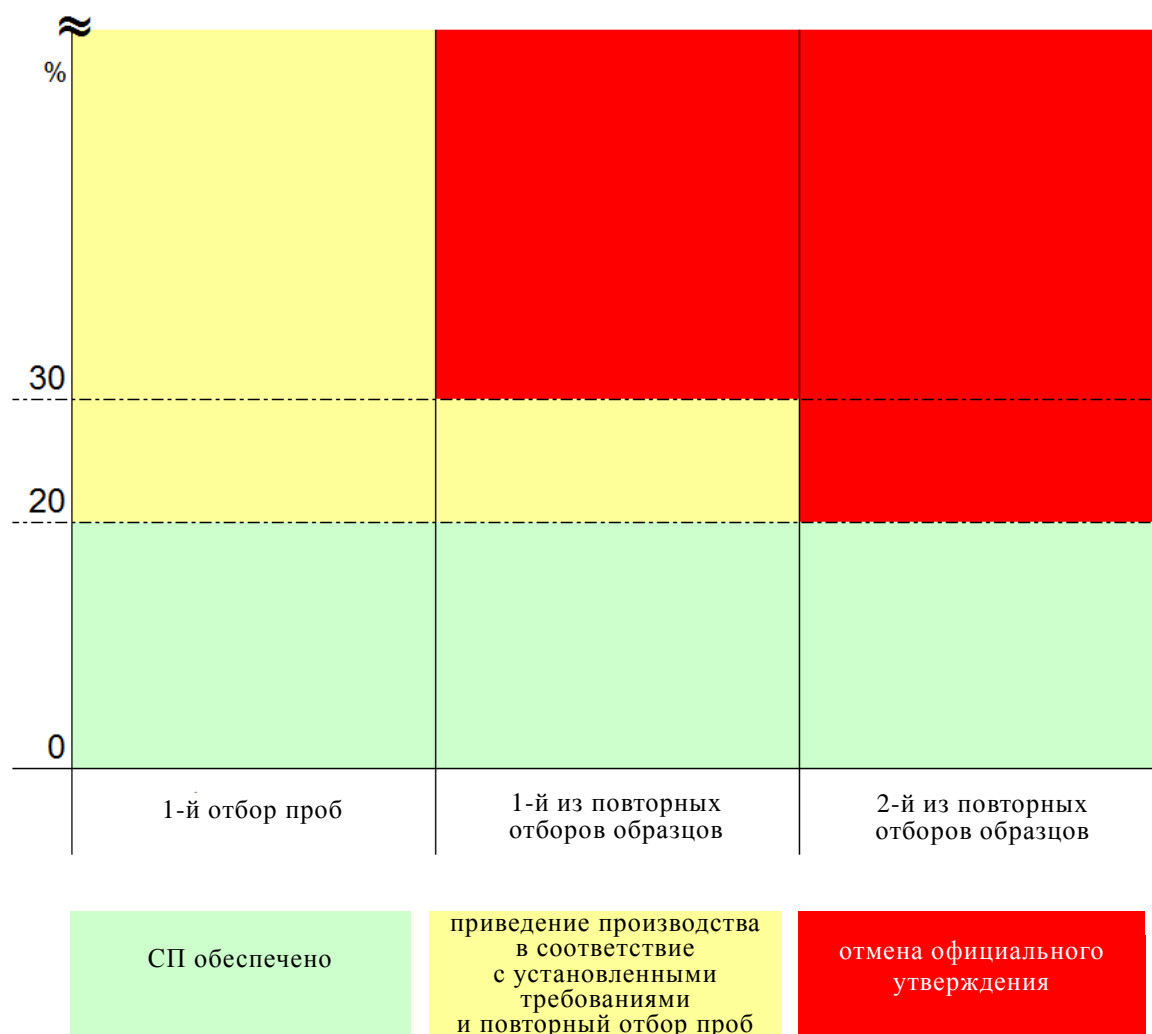 %
30
20
0
1-й отбор проб
1-й из повторных
отборов образцов
2-й из повторных
отборов образцов
СП обеспечено
приведение производства
в соответствие
с установленными
требованиями
и повторный отбор проб
отмена официального
утверждения